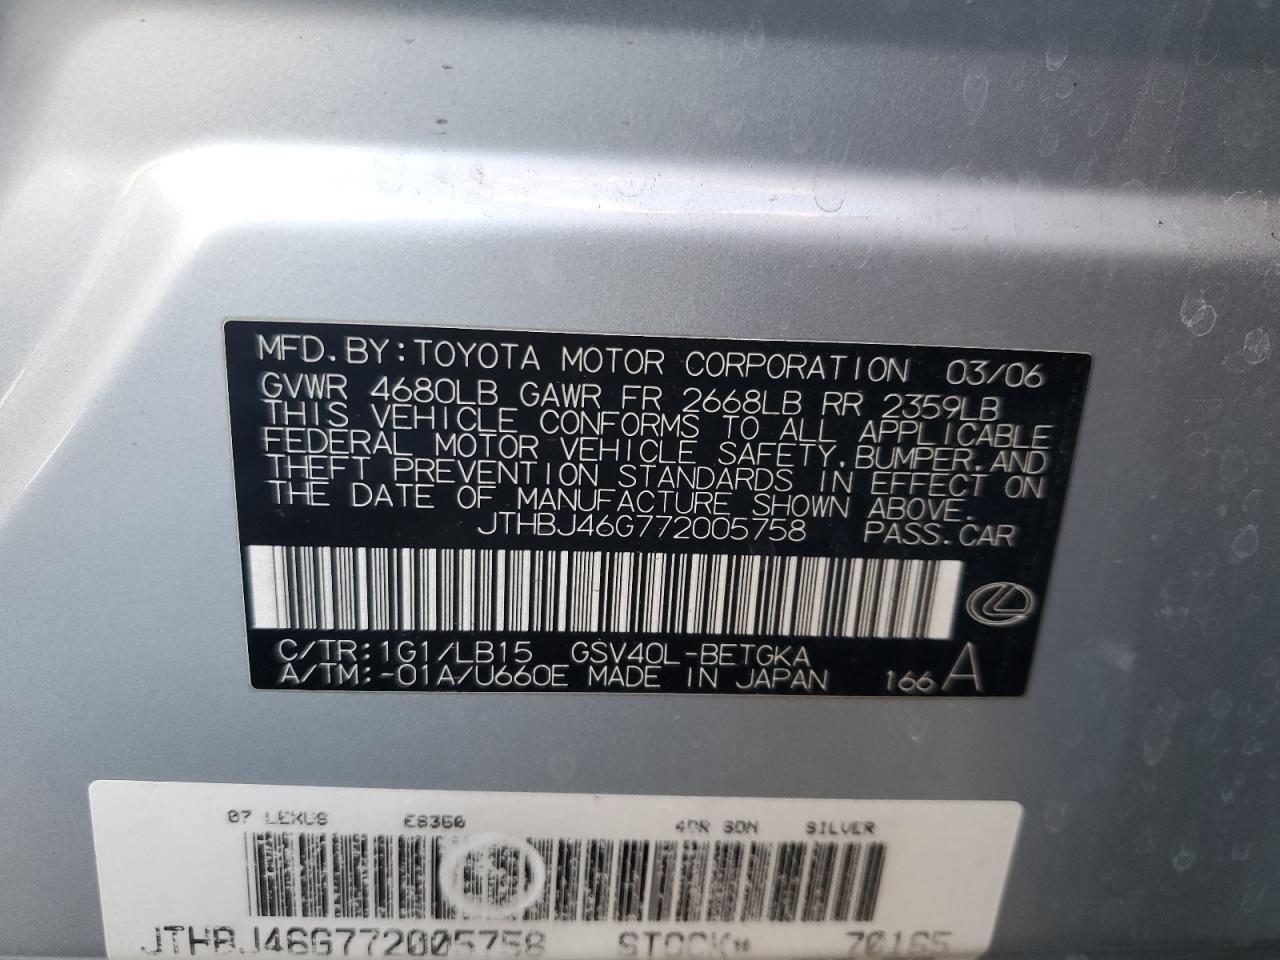 MFD.BY:TOYOTA MOTOR CORPORATION 03/06
GVWR 4680LB GAWR FR 2668LB RR 2359LB
THIS VEHICLE CONFORMS TO ALL APPLICABLE
FEDERAL MOTOR VEHICLE SAFETY.BUMPER.AND
THEFT PREVENTION STANDARDS IN EFFECT ON
THE DATE OF MANUFACTURE SHOWN ABOVE.
JTHBJ46G772005758 PASS.CAR
C/TR:1G1/LB15 GSV40L-BETGKA
A/TM:-01A/U660E MADE IN JAPAN 166 A
07 LEXUS ES350 4DR SDN SILVER
JTHBJ46G772005758 STOCK# 70165